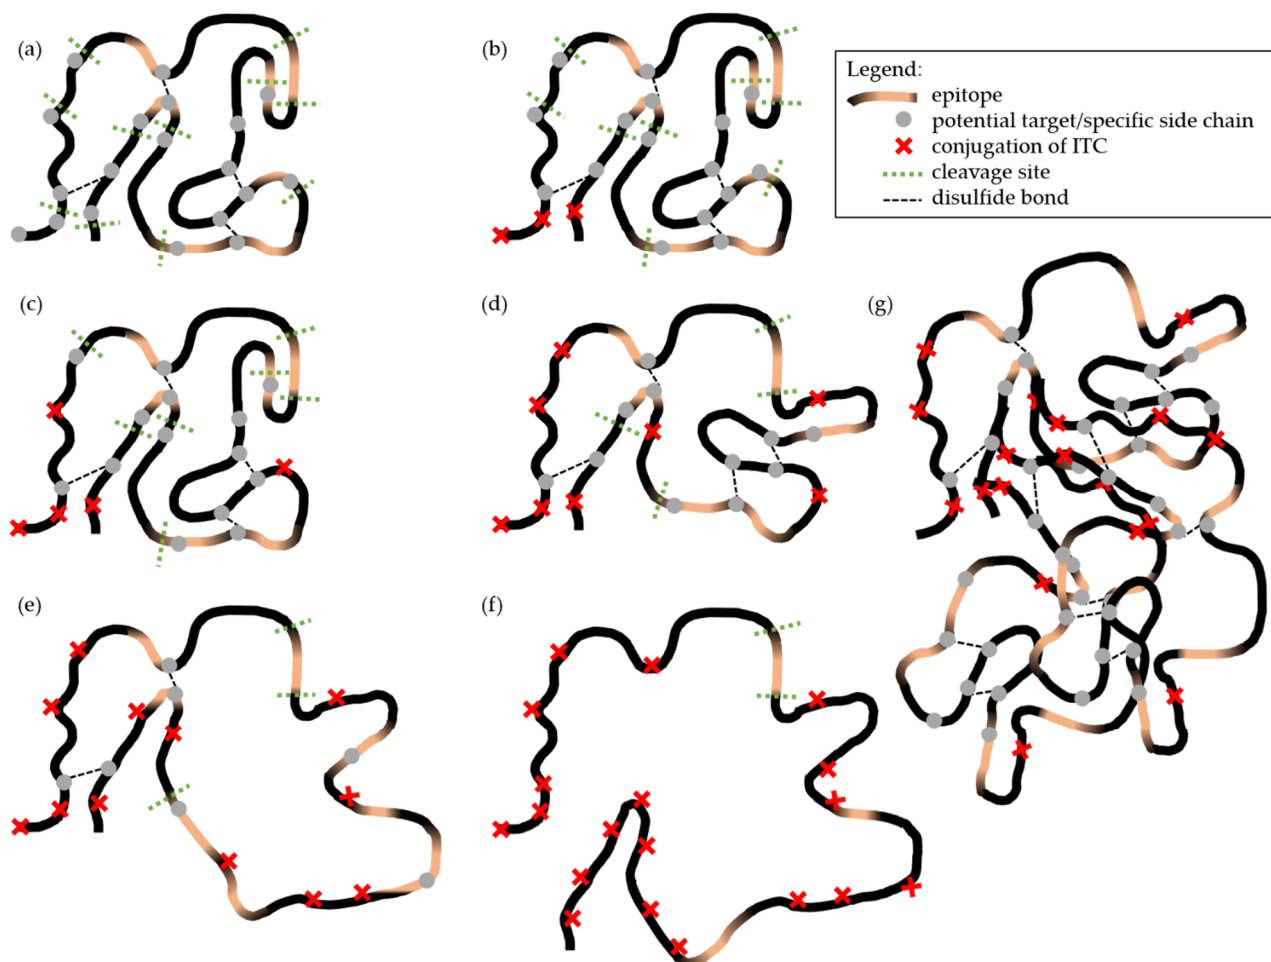 (a)
(b)
Legend:
epitope
potential target/specific side chain
conjugation of ITC
cleavage site
disulfide bond
(c)
(d)
(g)
(e)
(f)